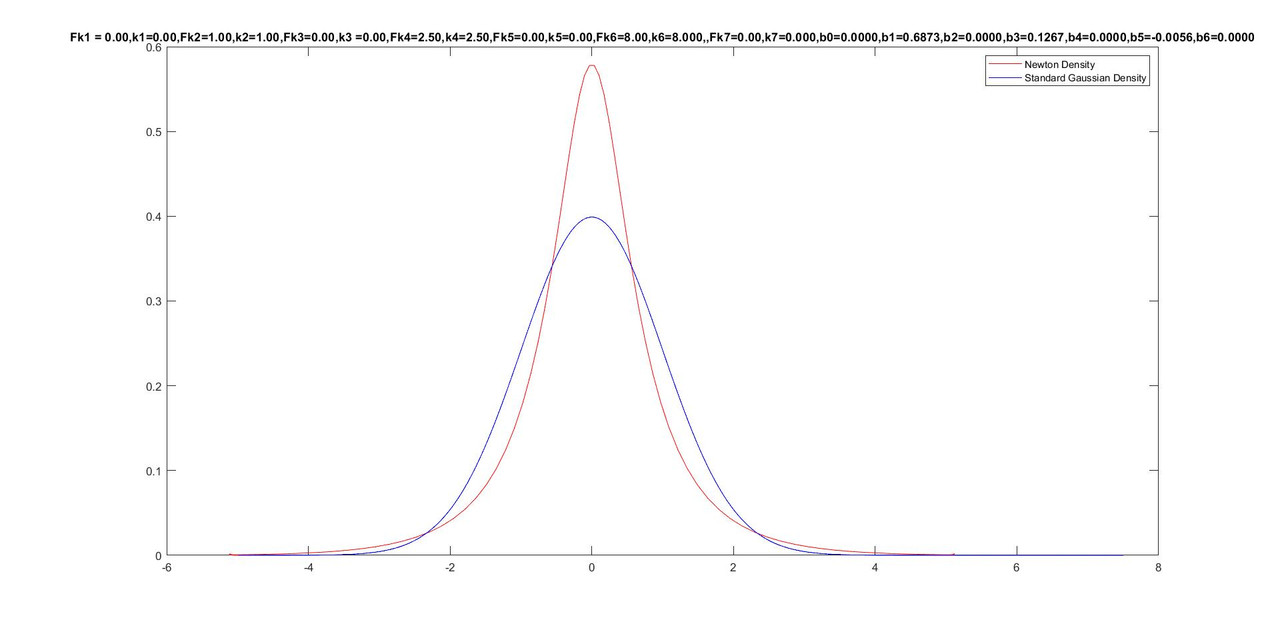 Fk1 = 0.00,k1=0.00,Fk2=1.00,k2=1.00,Fk3=0.00,k3 =0.00,Fk4=2.50,k4=2.50,Fk5=0.00,k5=0.00,Fk6=8.00,k6=8.000,,Fk7=0.00,k7=0.000,b0=0.0000,b1=0.6873,b2=0.0000,b3=0.1267,b4=0.0000,b5=-0.0056,b6=0.0000
0.6
Newton Density
Standard Gaussian Density
0.5
0.4
0.3
0.2
0.1
0
-6 -4 -2 0 2 4 6 8